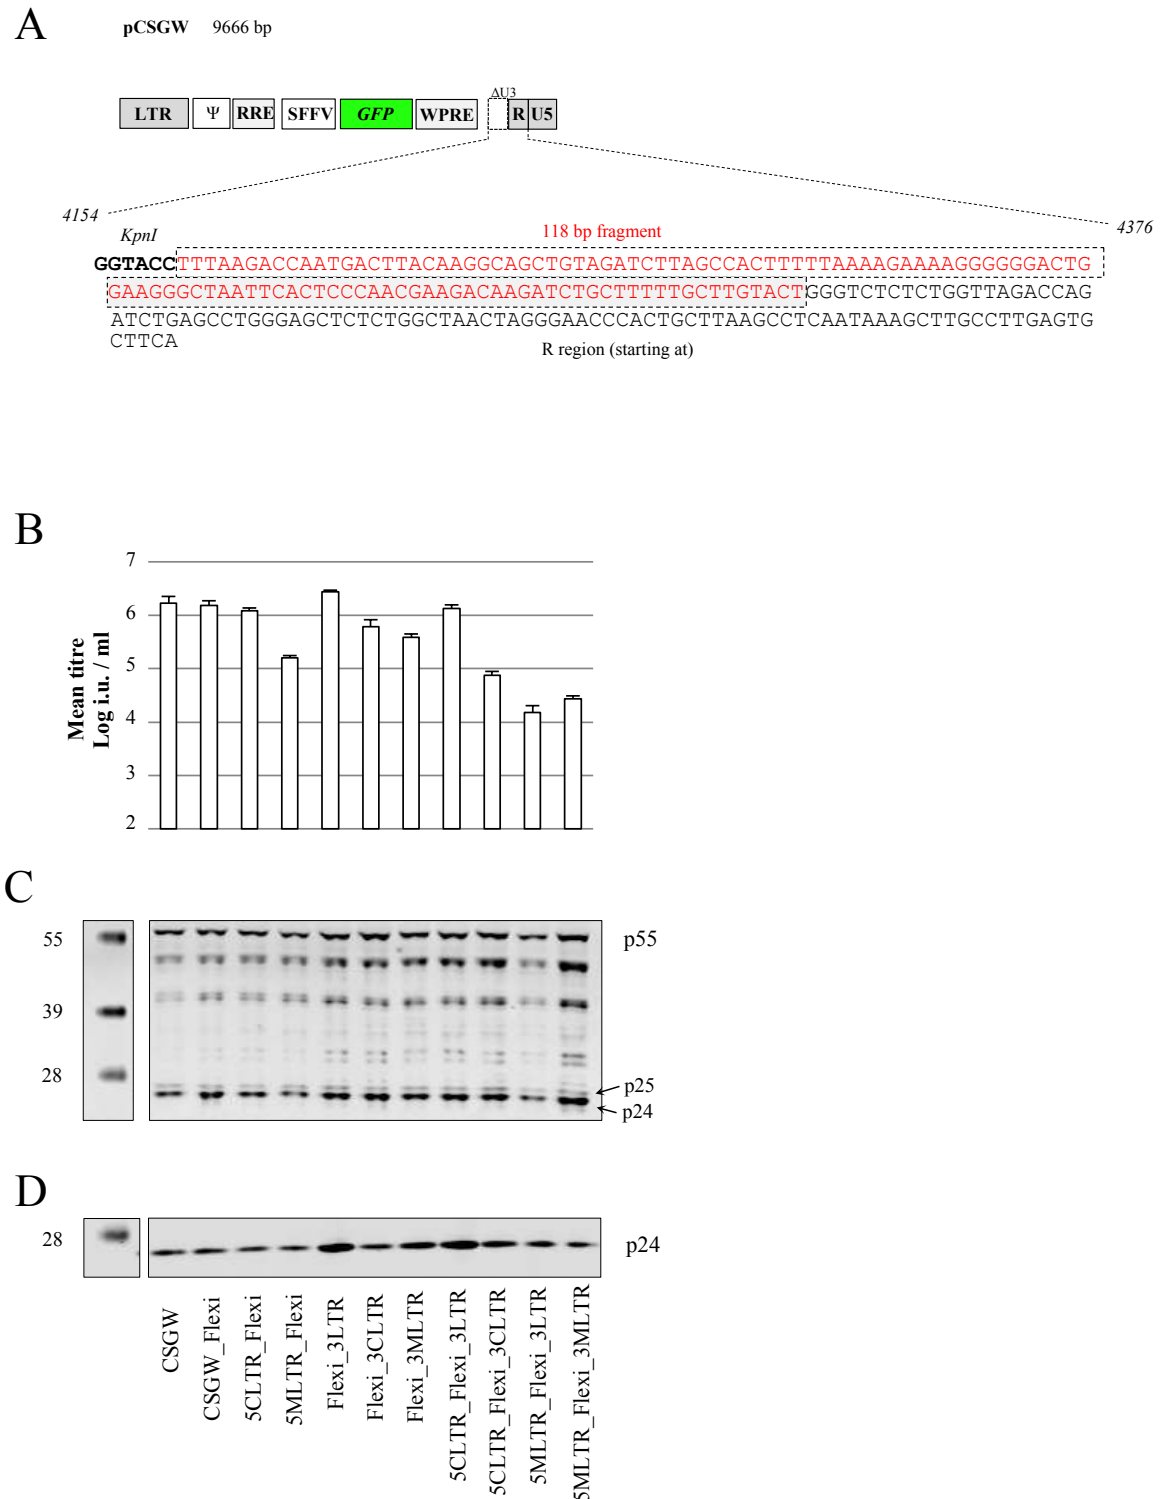 A
pCSGW 9666 bp
ΔU3
LTR Ψ RRE SFFV GFP WPRE R U5
4154
4376
KpnI
118 bp fragment
GGTACCTTTAAGACCAATGACTTACAAGGCAGCTGTAGATCTTAGCCACTTTTTAAAAGAAAAGGGGGGACTG
GAAGGGCTAATTCACTCCCAACGAAGACAAGATCTGCTTTTTGCTTGTACTGGGTCTCTCTGGTTAGACCAG
ATCTGAGCCTGGGAGCTCTCTGGCTAACTAGGGAACCCACTGCTTAAGCCTCAATAAAGCTTGCCTTGAGTG
CTTCA
R region (starting at)
B
Mean titre
Log i.u. / ml
7
6
5
4
3
2
C
55
39
28
p55
p25
p24
D
28
p24
CSGW
CSGW_Flexi
5CLTR_Flexi
5MLTR_Flexi
Flexi_3LTR
Flexi_3CLTR
Flexi_3MLTR
5CLTR_Flexi_3LTR
5CLTR_Flexi_3CLTR
5MLTR_Flexi_3LTR
5MLTR_Flexi_3MLTR